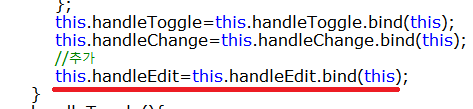 };
this.handleToggle=this.handleToggle.bind(this);
this.handleChange=this.handleChange.bind(this);
//추가
this.handleEdit=this.handleEdit.bind(this);
}